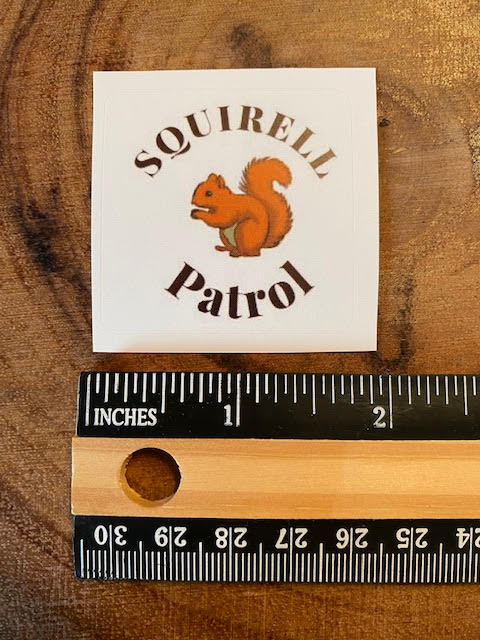 SQUIRELL
Patrol
INCHES 1 2
30 29 28 27 26 25 24